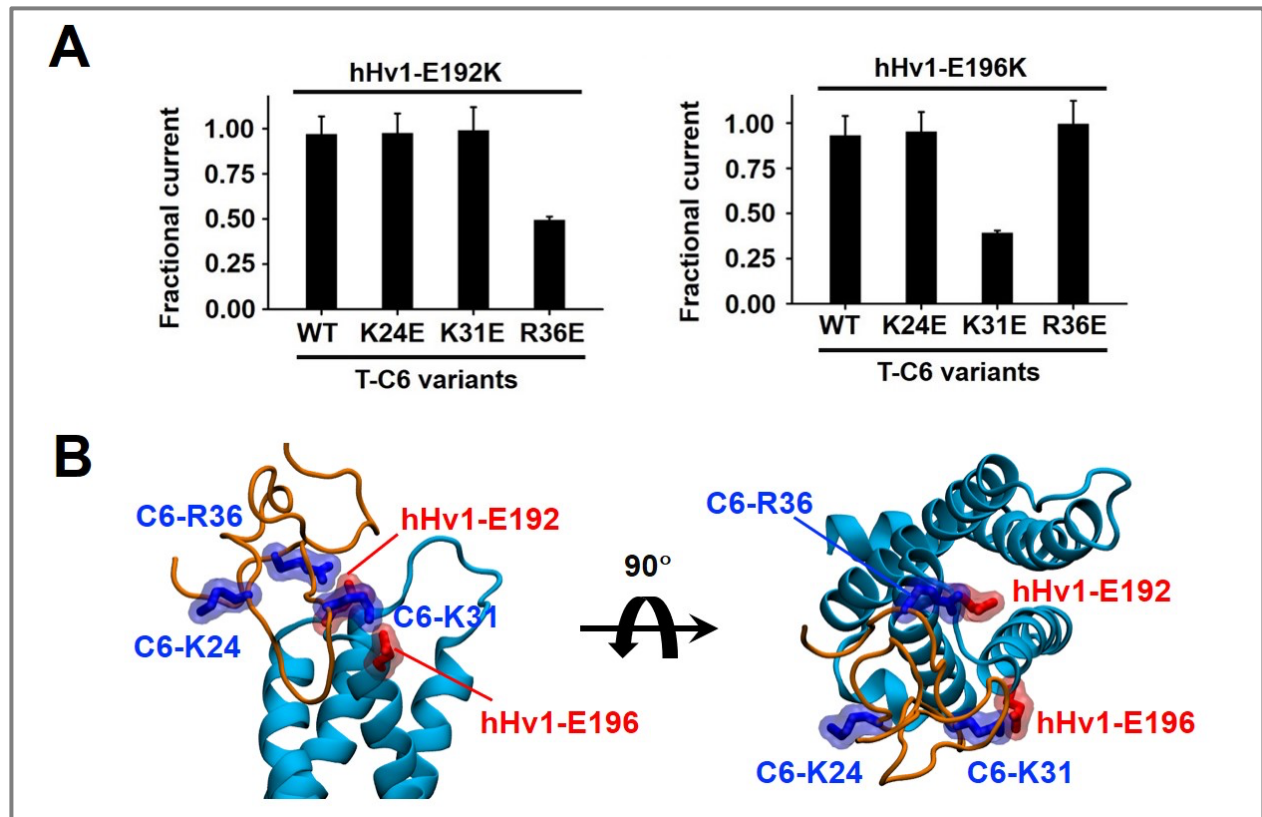 A
hHv1-E192K
Fractional current
1.00
0.75
0.50
0.25
0.00
WT K24E K31E R36E
T-C6 variants
hHv1-E196K
Fractional current
1.00
0.75
0.50
0.25
0.00
WT K24E K31E R36E
T-C6 variants
B
C6-R36
hHv1-E192
C6-K31
C6-K24
hHv1-E196
90°
C6-R36
hHv1-E192
hHv1-E196
C6-K24
C6-K31